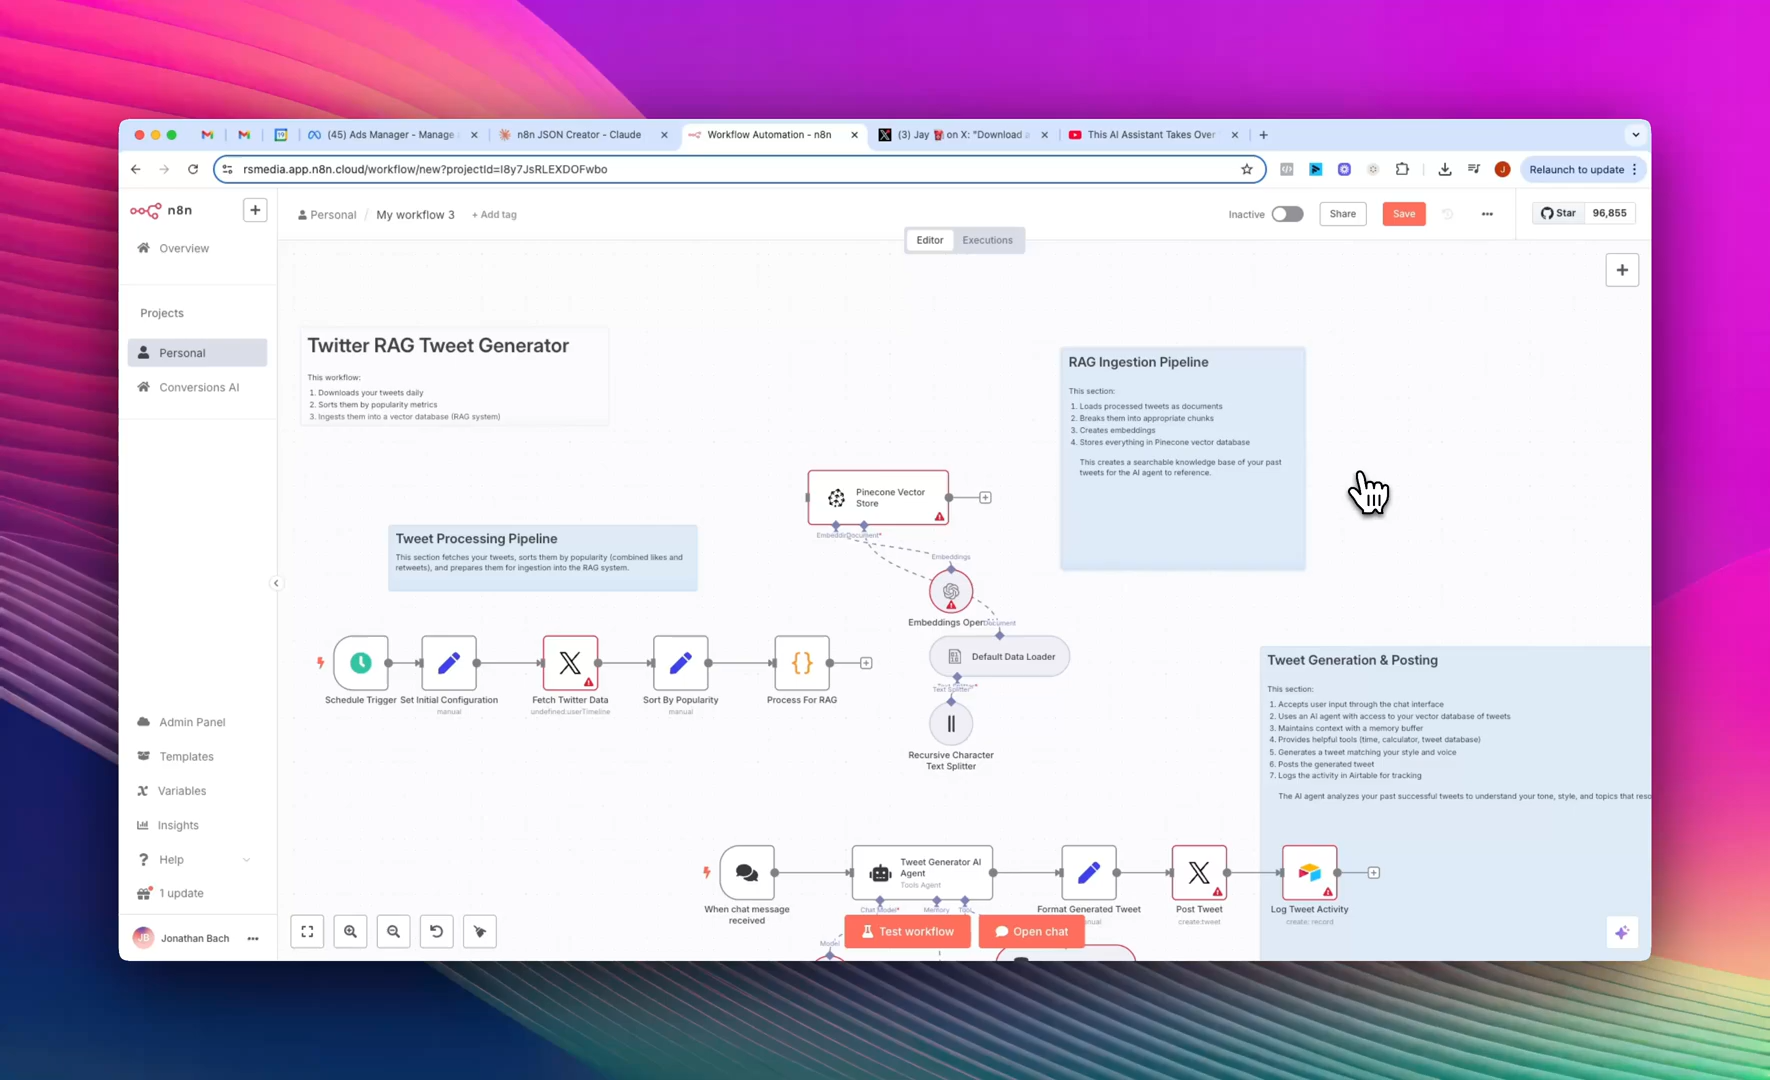 (45) Ads Manager - Manage
n8n JSON Creator - Claude
Workflow Automation - n8n
(3) Jay on X: "Download
This AI Assistant Takes Over
rsmedia.app.n8n.cloud/workflow/new?projectId=I8y7JsRLEXDOFwbo
Relaunch to update
n8n
Personal / My workflow 3 + Add tag
Inactive
Share
Save
Star 96,855
Editor Executions
Overview
Projects
Personal
Conversions AI
Admin Panel
Templates
Variables
Insights
Help
1 update
JB Jonathan Bach
Twitter RAG Tweet Generator
This workflow:
1. Downloads your tweets daily
2. Sorts them by popularity metrics
3. Ingests them into a vector database (RAG system)
RAG Ingestion Pipeline
This section:
1. Loads processed tweets as documents
2. Breaks them into appropriate chunks
3. Creates embeddings
4. Stores everything in Pinecone vector database
This creates a searchable knowledge base of your past
tweets for the AI agent to reference.
Pinecone Vector
Store
Document*
Embeddings
Embeddings Open
Document
Default Data Loader
Text Splitter
Recursive Character
Text Splitter
Tweet Processing Pipeline
This section fetches your tweets, sorts them by popularity (combined likes and
retweets), and prepares them for ingestion into the RAG system.
Schedule Trigger
Set Initial Configuration
manual
Fetch Twitter Data
undefined:userTimeline
Sort By Popularity
manual
Process For RAG
Tweet Generation & Posting
This section:
1. Accepts user input through the chat interface
2. Uses an AI agent with access to your vector database of tweets
3. Maintains context with a memory buffer
4. Provides helpful tools (time, calculator, tweet database)
5. Generates a tweet matching your style and voice
6. Posts the generated tweet
7. Logs the activity in Airtable for tracking
The AI agent analyzes your past successful tweets to understand your tone, style, and topics that reso
When chat message
received
Tweet Generator AI
Agent
Tools Agent
Chat Model*
Memory
Tool
Model
Format Generated Tweet
Post Tweet
create:tweet
Log Tweet Activity
create: record
Test workflow
Open chat